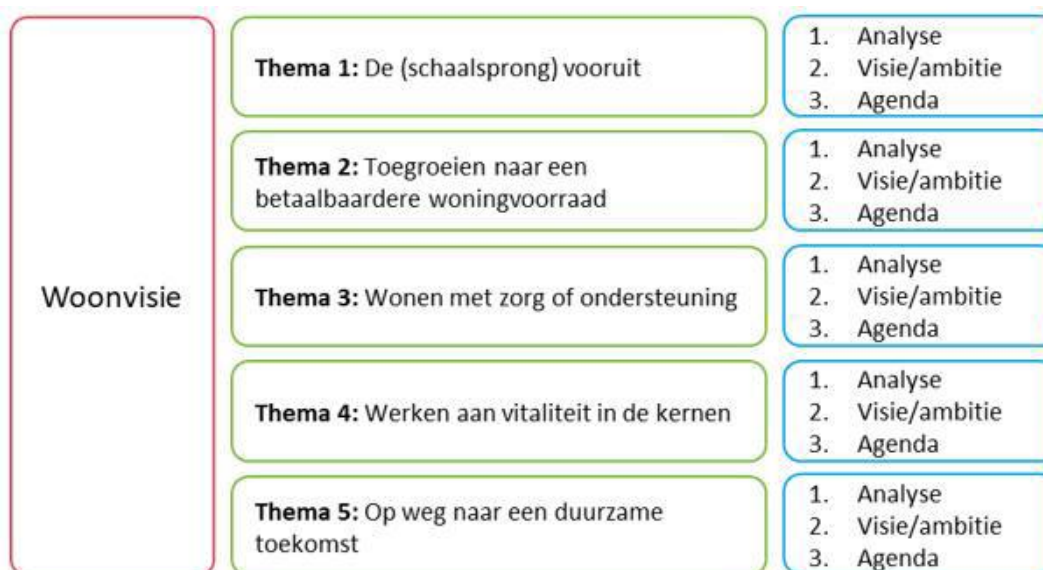 Woonvisie
Thema 1: De (schaalsprong) vooruit
1. Analyse
2. Visie/ambitie
3. Agenda
Thema 2: Toegroeien naar een
betaalbaardere woningvoorraad
1. Analyse
2. Visie/ambitie
3. Agenda
Thema 3: Wonen met zorg of ondersteuning
1. Analyse
2. Visie/ambitie
3. Agenda
Thema 4: Werken aan vitaliteit in de kernen
1. Analyse
2. Visie/ambitie
3. Agenda
Thema 5: Op weg naar een duurzame
toekomst
1. Analyse
2. Visie/ambitie
3. Agenda